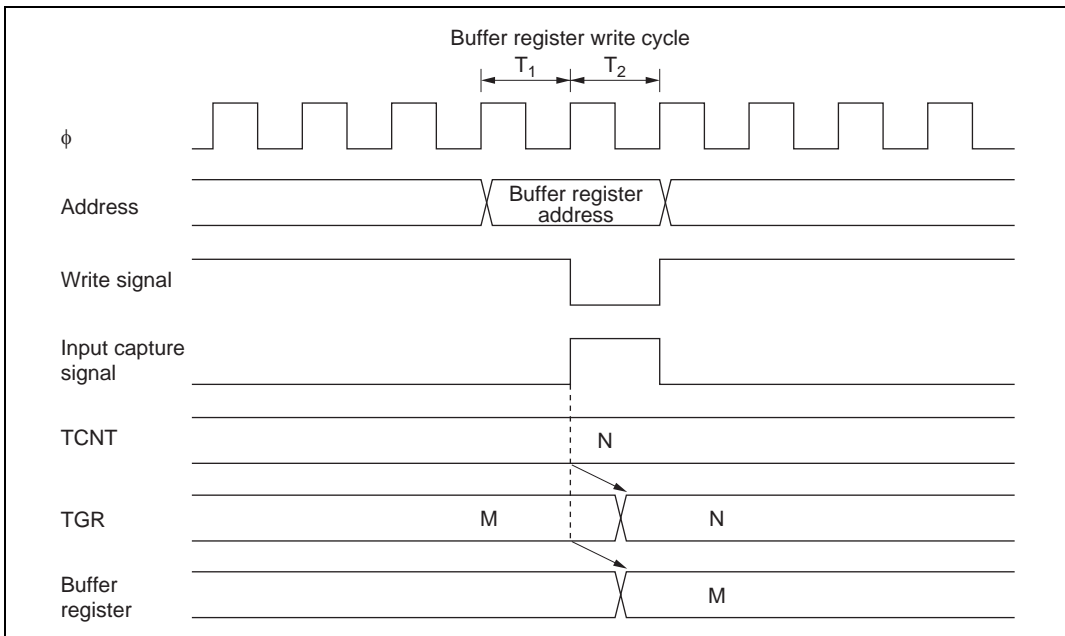 Buffer register write cycle
T1 T2
ϕ
Address
Buffer register
address
Write signal
Input capture
signal
TCNT
N
TGR
M N
Buffer
register
M